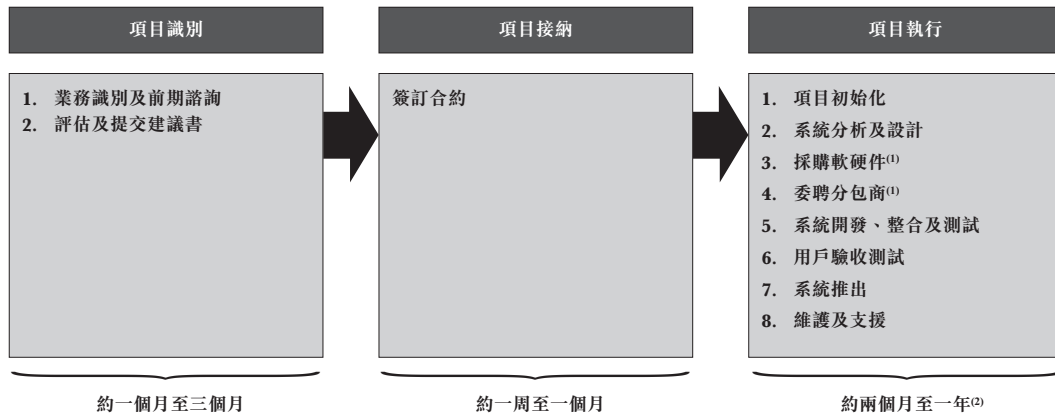 項目識別
項目接納
項目執行
1. 業務識別及前期諮詢
2. 評估及提交建議書
簽訂合約
1. 項目初始化
2. 系統分析及設計
3. 採購軟硬件(1)
4. 委聘分包商(1)
5. 系統開發、整合及測試
6. 用戶驗收測試
7. 系統推出
8. 維護及支援
約一個月至三個月
約一周至一個月
約兩個月至一年(2)